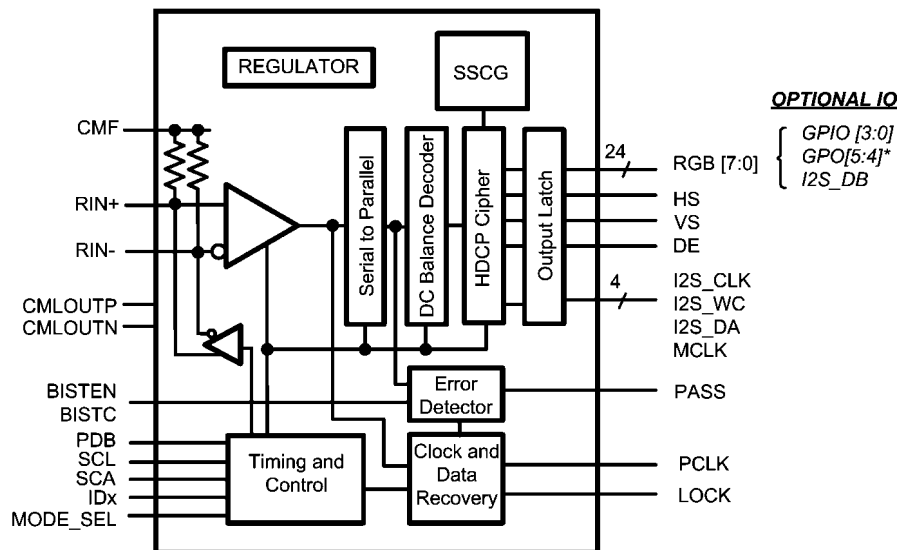 REGULATOR
SSCG
OPTIONAL IO
GPIO [3:0]
GPO[5:4]*
I2S_DB
CMF
RIN+
RIN-
CMLOUTP
CMLOUTN
BISTEN
BISTC
PDB
SCL
SCA
IDx
MODE_SEL
Serial to Parallel
DC Balance Decoder
HDCP Cipher
Output Latch
Error
Detector
Timing and
Control
Clock and
Data
Recovery
24
RGB [7:0]
HS
VS
DE
4
I2S_CLK
I2S_WC
I2S_DA
MCLK
PASS
PCLK
LOCK